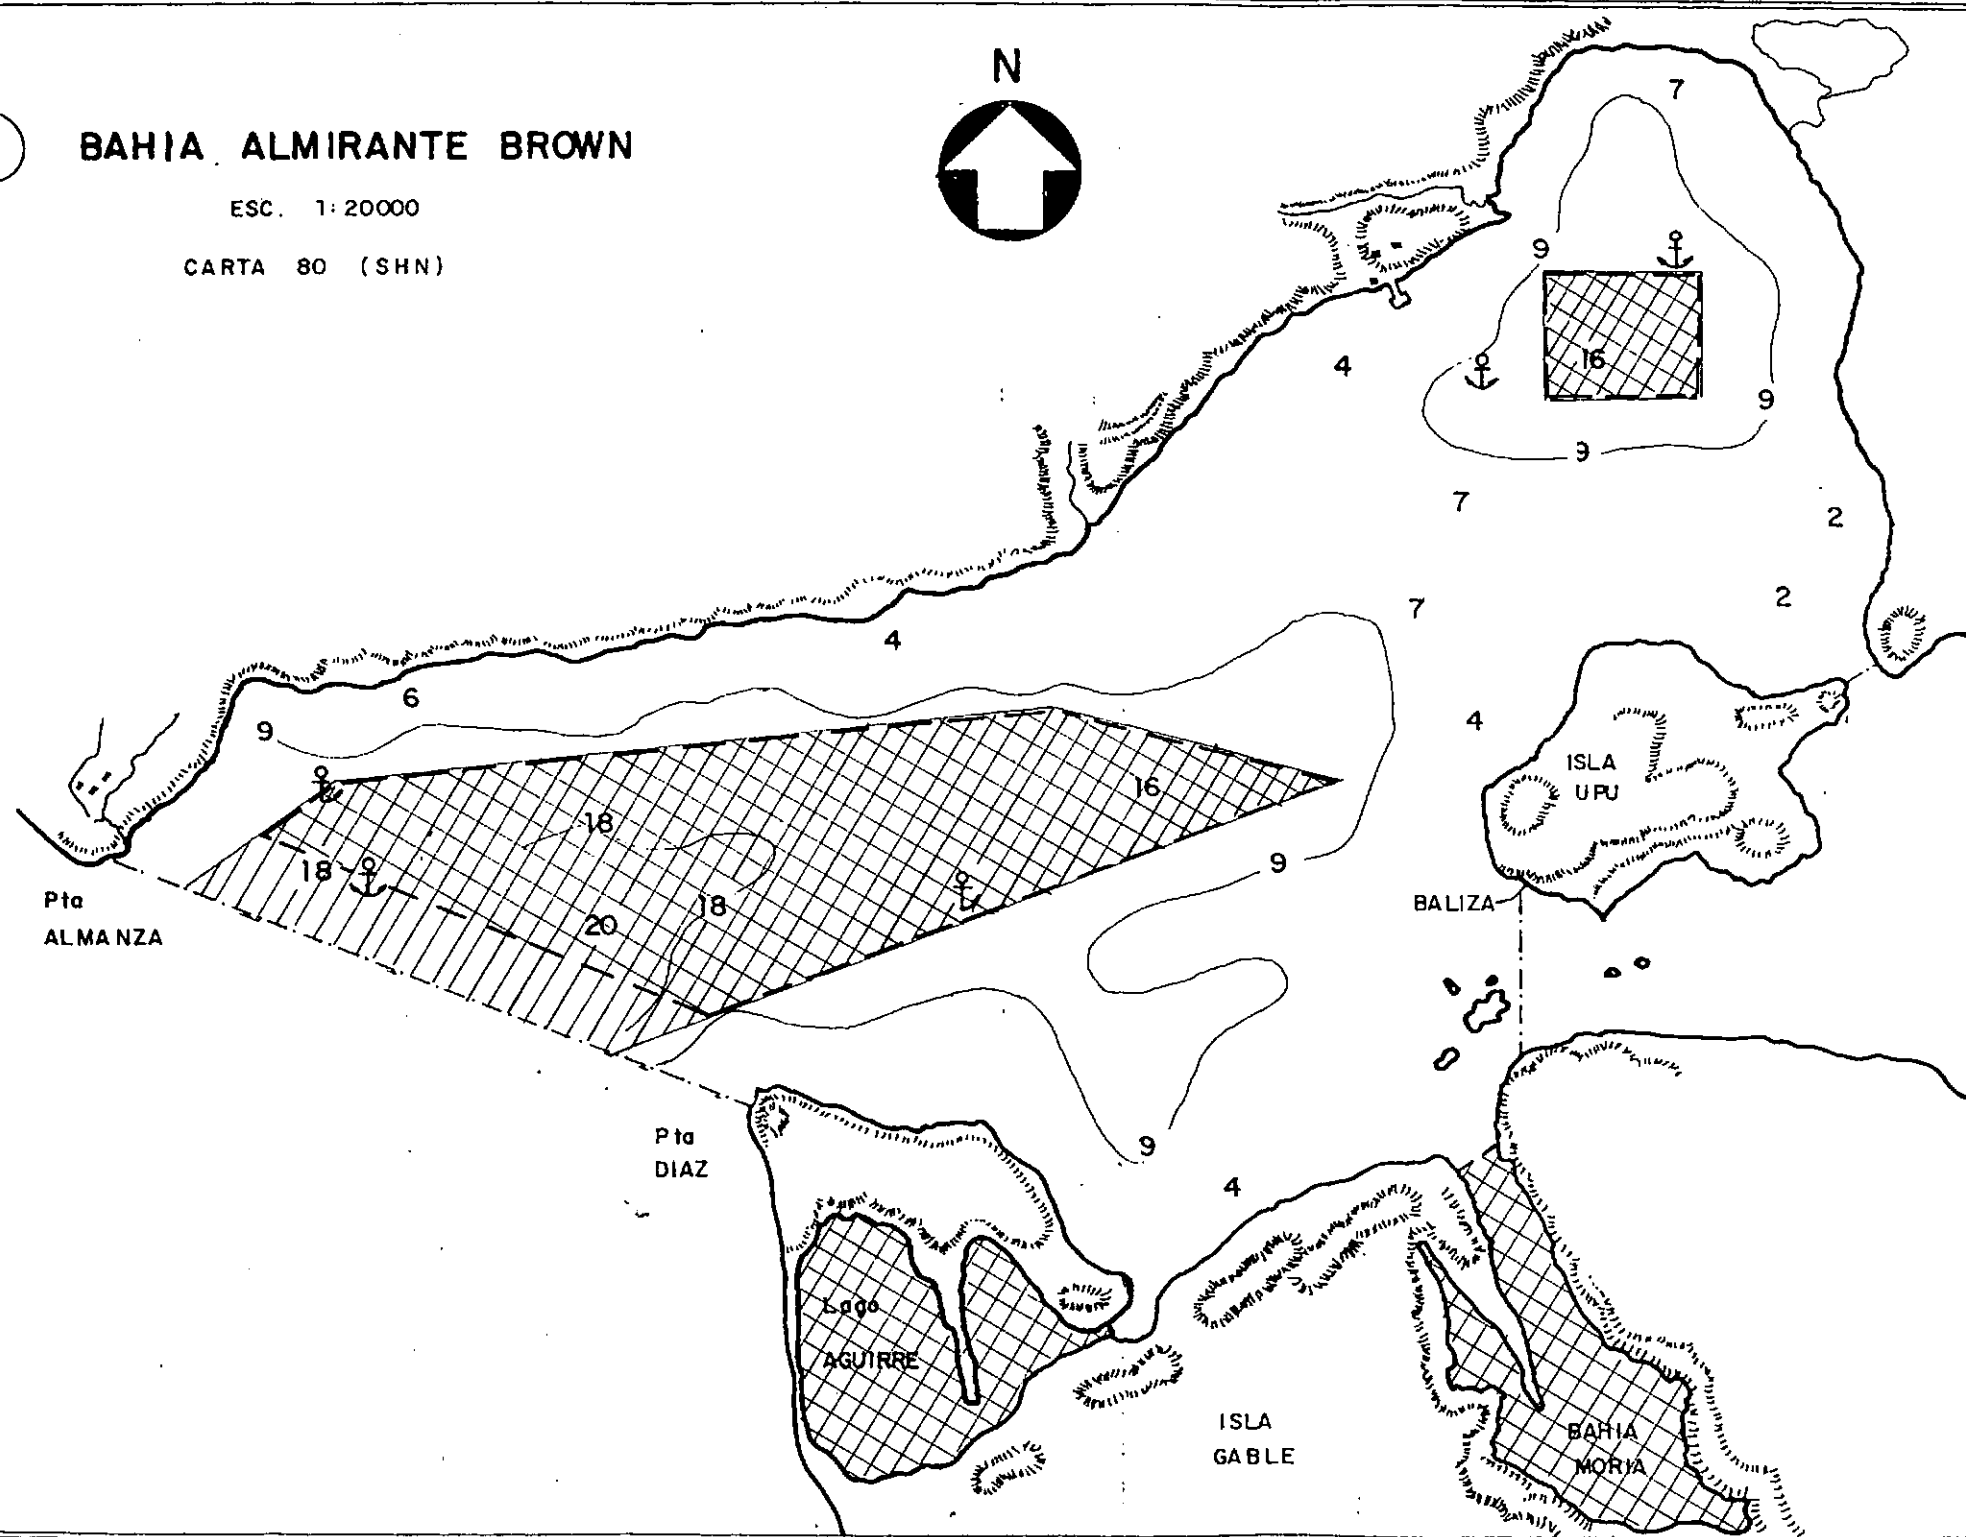 N
BAHIA ALMIRANTE BROWN
ESC. 1:20000
CARTA 80 (SHN)
7
9
16
4
9
9
7
2
7
2
4
6
9
4
ISLA
UPU
16
18
18
9
18
20
BALIZA
Pta
ALMANZA
Pta
DIAZ
9
4
Lago
AGUIRRE
ISLA
GABLE
BAHIA
MORIA